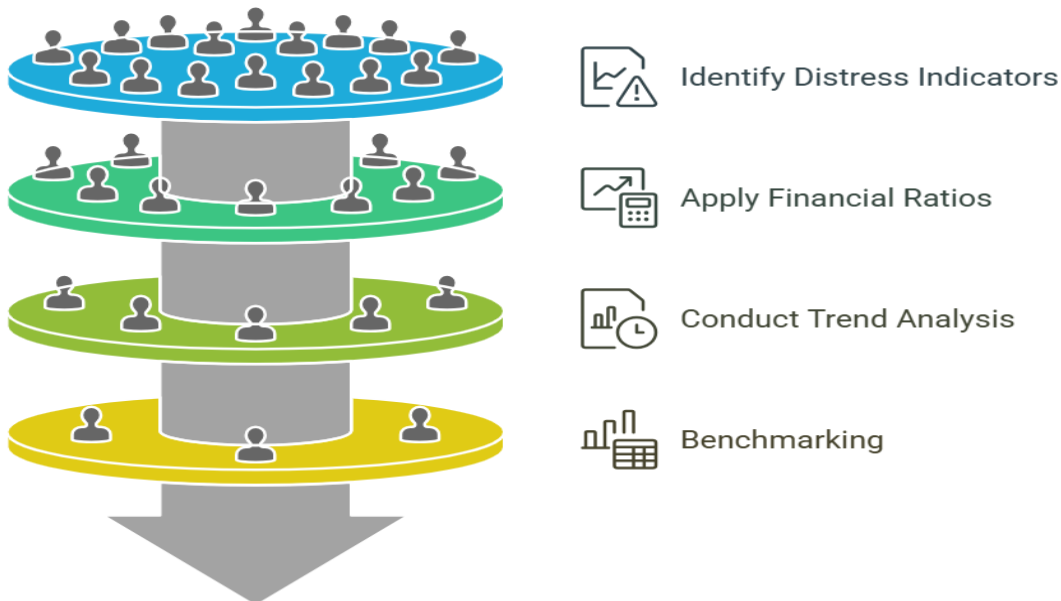 Identify Distress Indicators
Apply Financial Ratios
Conduct Trend Analysis
Benchmarking